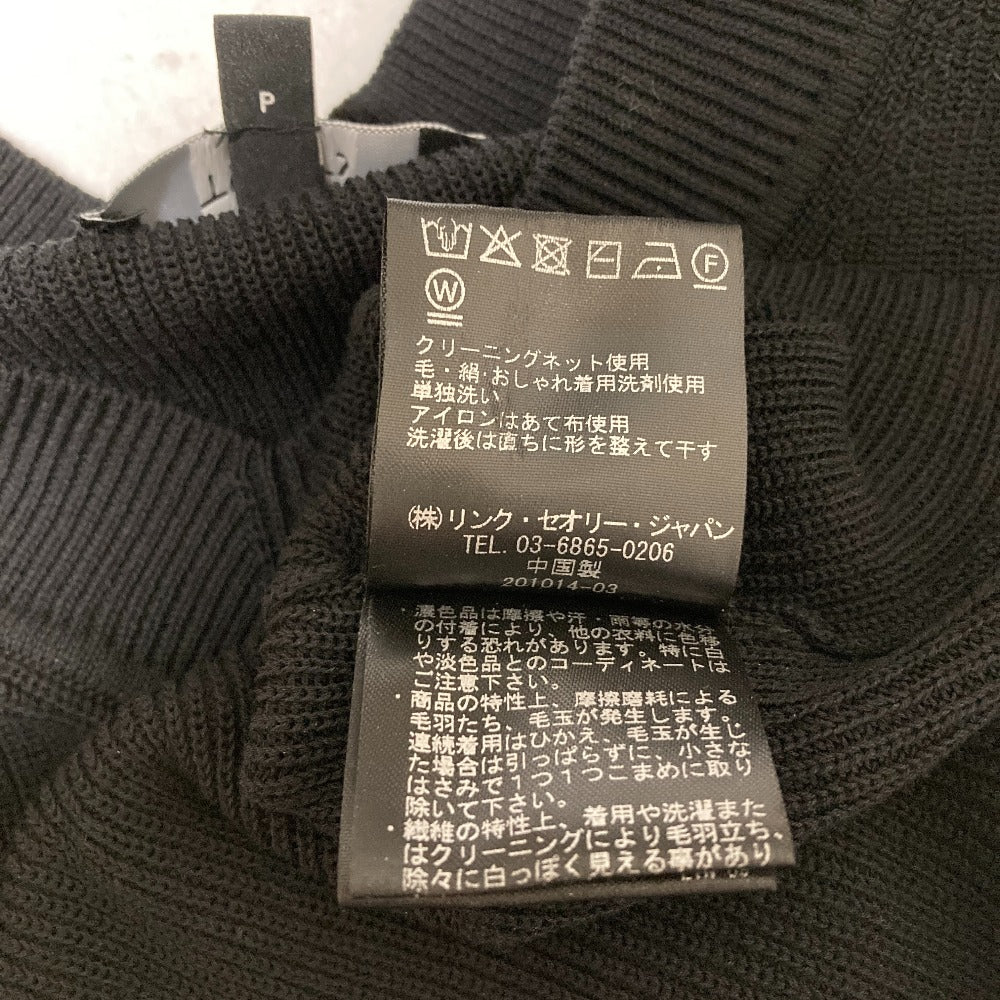 P
F
W
クリーニングネット使用
毛・絹・おしゃれ着用洗剤使用
単独洗い
アイロンはあて布使用
洗濯後は直ちに形を整えて干す
(株)リンク・セオリー・ジャパン
TEL. 03-6865-0206
中国製
201014-03
・濃色品は摩擦や汗・雨等の水分
の付着により、他の衣料に色移
りする恐れがあります。特に白
や淡色品とのコーディネートは
ご注意下さい。
・商品の特性上、摩擦磨耗による
毛羽たち、毛玉が発生します。
連続着用はひかえ、毛玉が生じ
た場合は引っぱらずに、小さな
はさみで1つ1つこまめに取り
除いて下さい。
・繊維の特性上、着用や洗濯また
はクリーニングにより毛羽立ち、
除々に白っぽく見える事があり